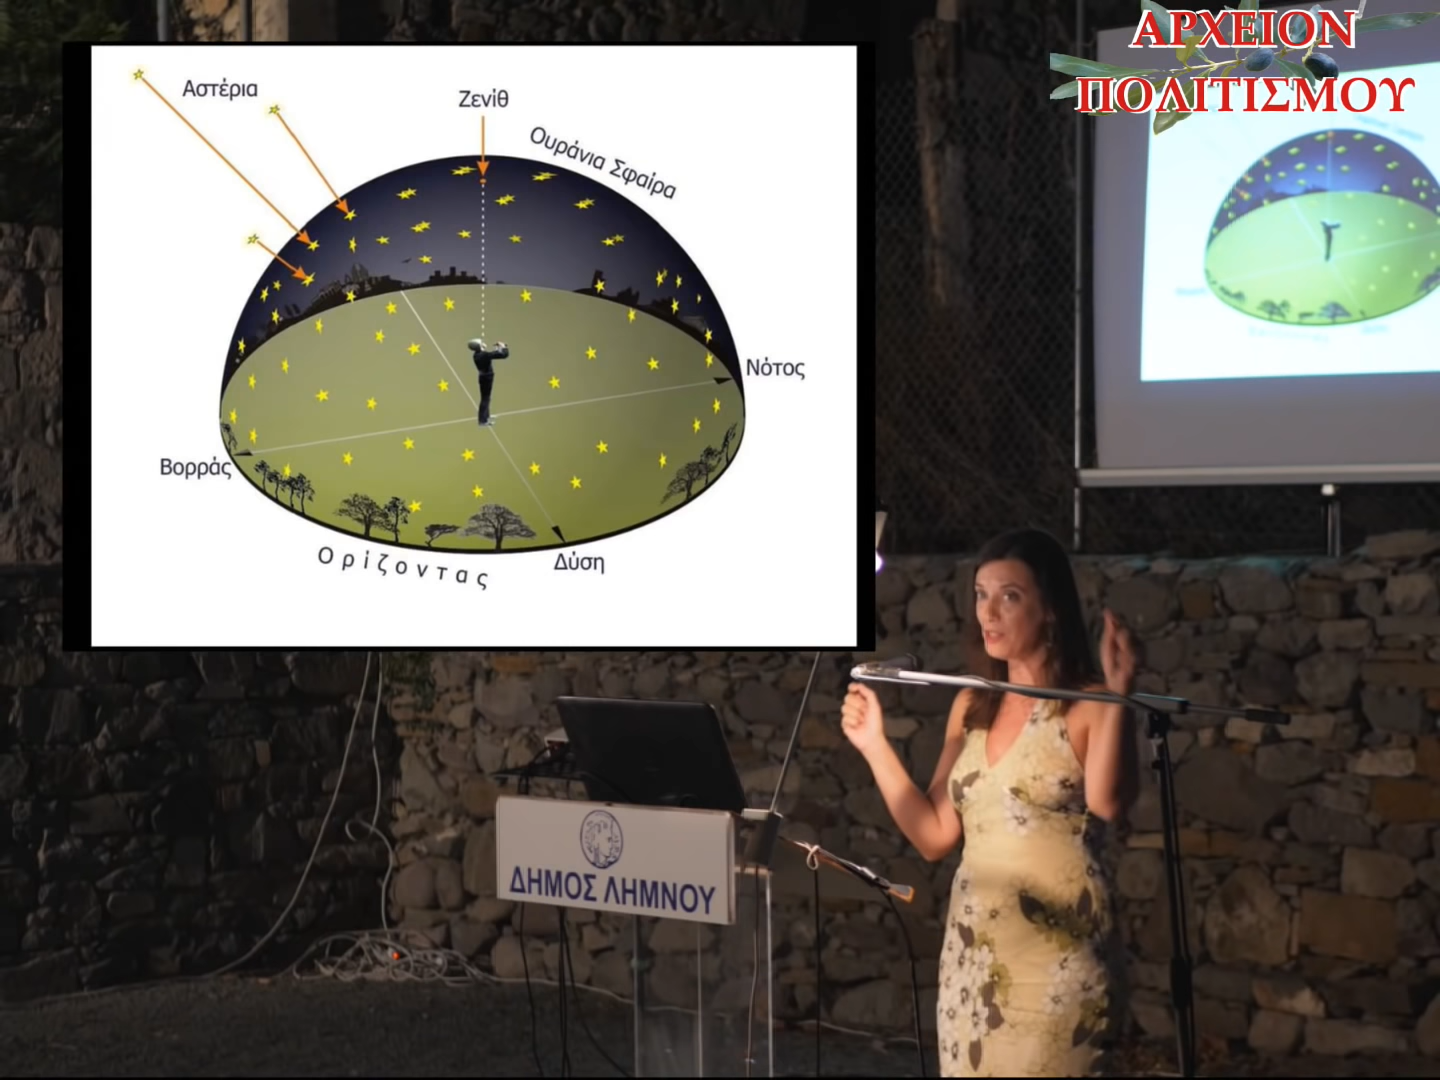 ΑΡΧΕΙΟΝ
ΠΟΛΙΤΙΣΜΟΥ
Αστέρια
Ζενίθ
Ουράνια Σφαίρα
Νότος
Βορράς
Δύση
Ορίζοντας
ΔΗΜΟΣ ΛΗΜΝΟΥ